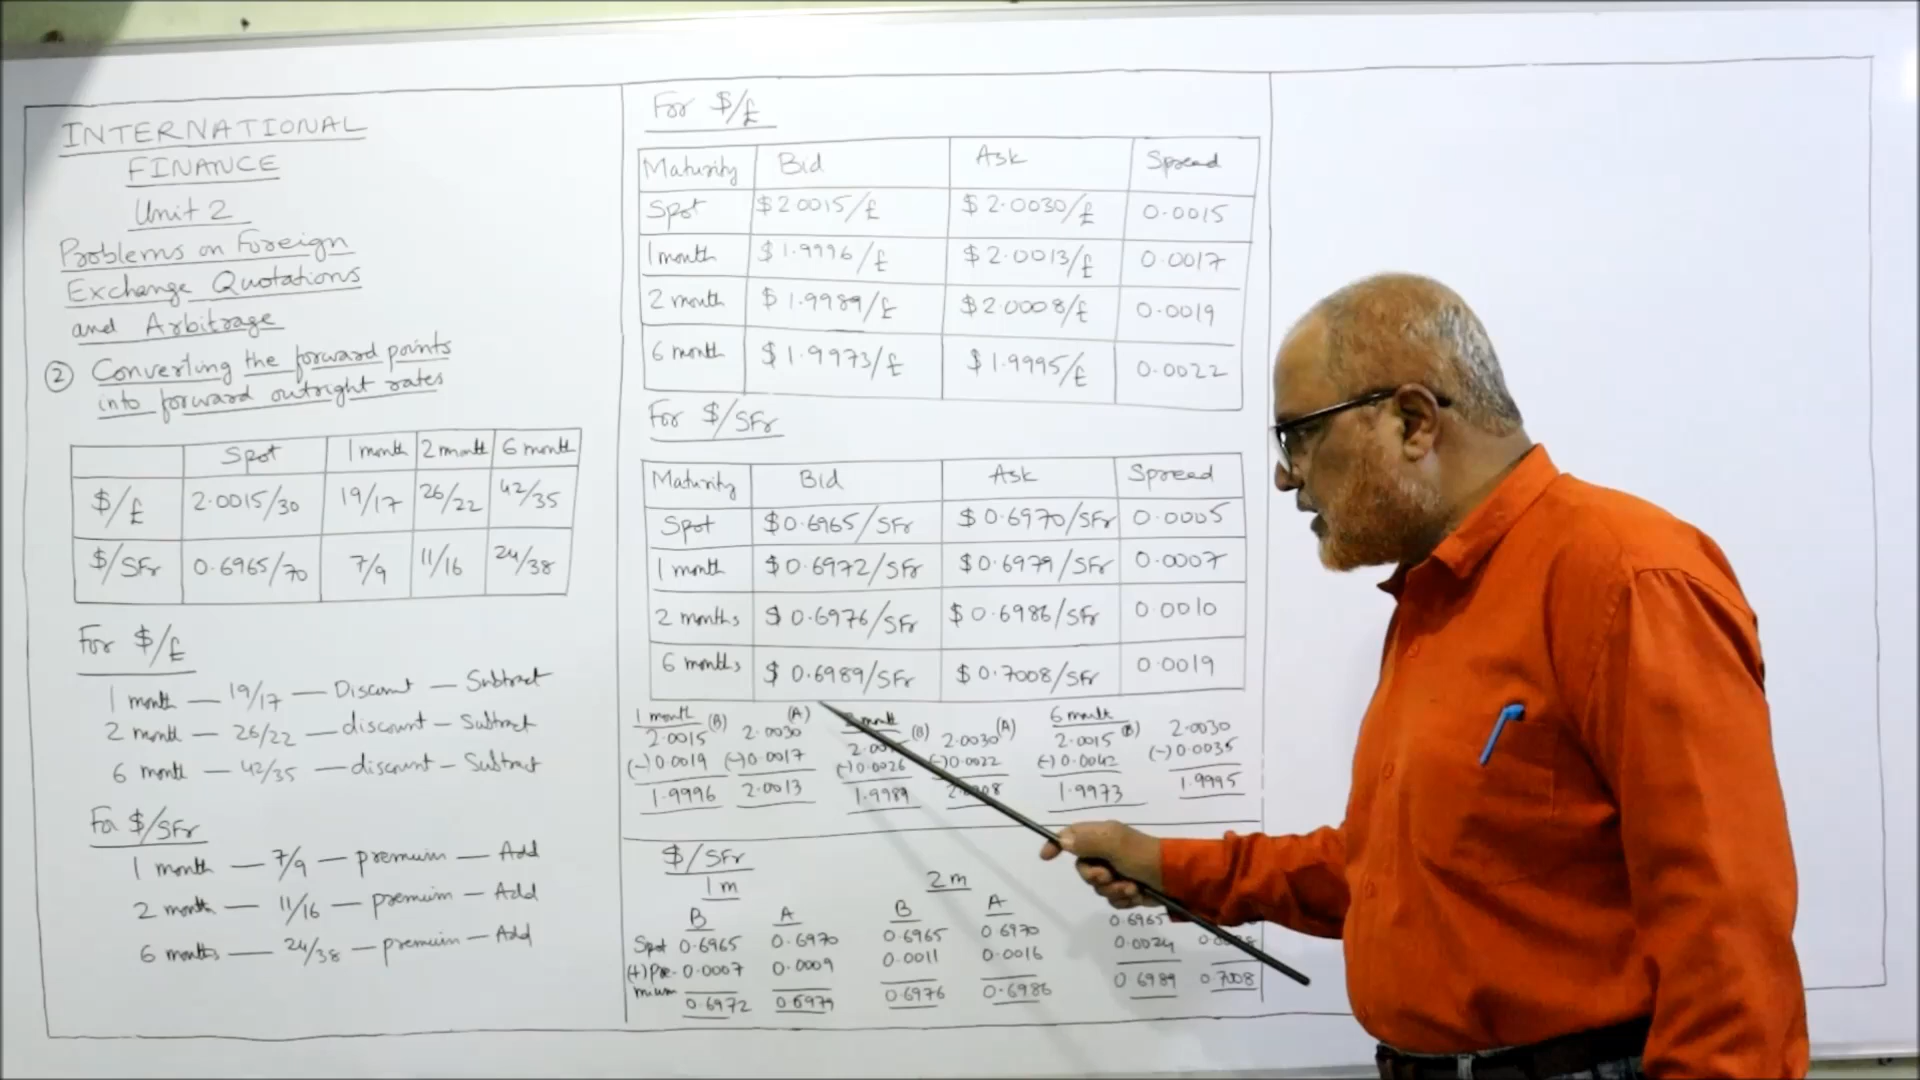 INTERNATIONAL
FINANCE
Unit 2
Problems on Foreign
Exchange Quotations
and Arbitrage
② Converting the forward points
into forward outright rates
Spot 1 month 2 month 6 month
$/£ 2.0015/30 19/17 26/22 42/35
$/SFr 0.6965/70 7/9 11/16 24/38
For $/£
1 month — 19/17 — Discount — Subtract
2 month — 26/22 — discount — Subtract
6 month — 42/35 — discount — Subtract
For $/SFr
1 month — 7/9 — premium — Add
2 month — 11/16 — premium — Add
6 months — 24/38 — premium — Add
For $/£
Maturity Bid Ask Spread
Spot $2.0015/£ $2.0030/£ 0.0015
1 month $1.9996/£ $2.0013/£ 0.0017
2 month $1.9989/£ $2.0008/£ 0.0019
6 month $1.9973/£ $1.9995/£ 0.0022
For $/SFr
Maturity Bid Ask Spread
Spot $0.6965/SFr $0.6970/SFr 0.0005
1 month $0.6972/SFr $0.6979/SFr 0.0007
2 months $0.6976/SFr $0.6986/SFr 0.0010
6 months $0.6989/SFr $0.7008/SFr 0.0019
1 month (B) (A) 6 month
2.0015 2.0030 (B) 2.0030 (A) 2.0015 (B) 2.0030
(-) 0.0019 (-) 0.0017 (-) 0.0026 (-) 0.0022 (-) 0.0042 (-) 0.0035
1.9996 2.0013 1.9989 1.9973 1.9995
$/SFr
1m 2m
B A B A
Spot 0.6965 0.6970 0.6965 0.6970 0.6965
(+) Pre- 0.0007 0.0009 0.0011 0.0016 0.0024
mium
0.6972 0.6979 0.6976 0.6986 0.6989 0.7008